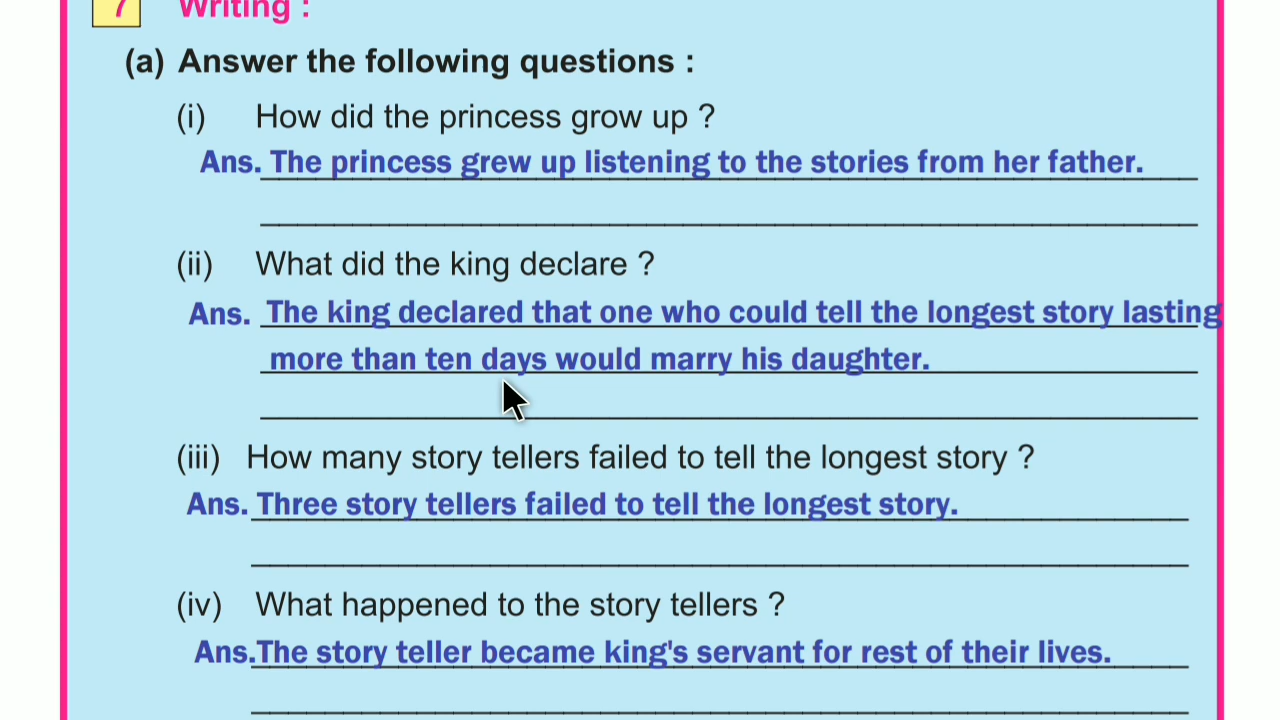 7 Writing :
(a) Answer the following questions :
(i) How did the princess grow up ?
Ans. The princess grew up listening to the stories from her father.
(ii) What did the king declare ?
Ans. The king declared that one who could tell the longest story lasting
more than ten days would marry his daughter.
(iii) How many story tellers failed to tell the longest story ?
Ans. Three story tellers failed to tell the longest story.
(iv) What happened to the story tellers ?
Ans.The story teller became king's servant for rest of their lives.